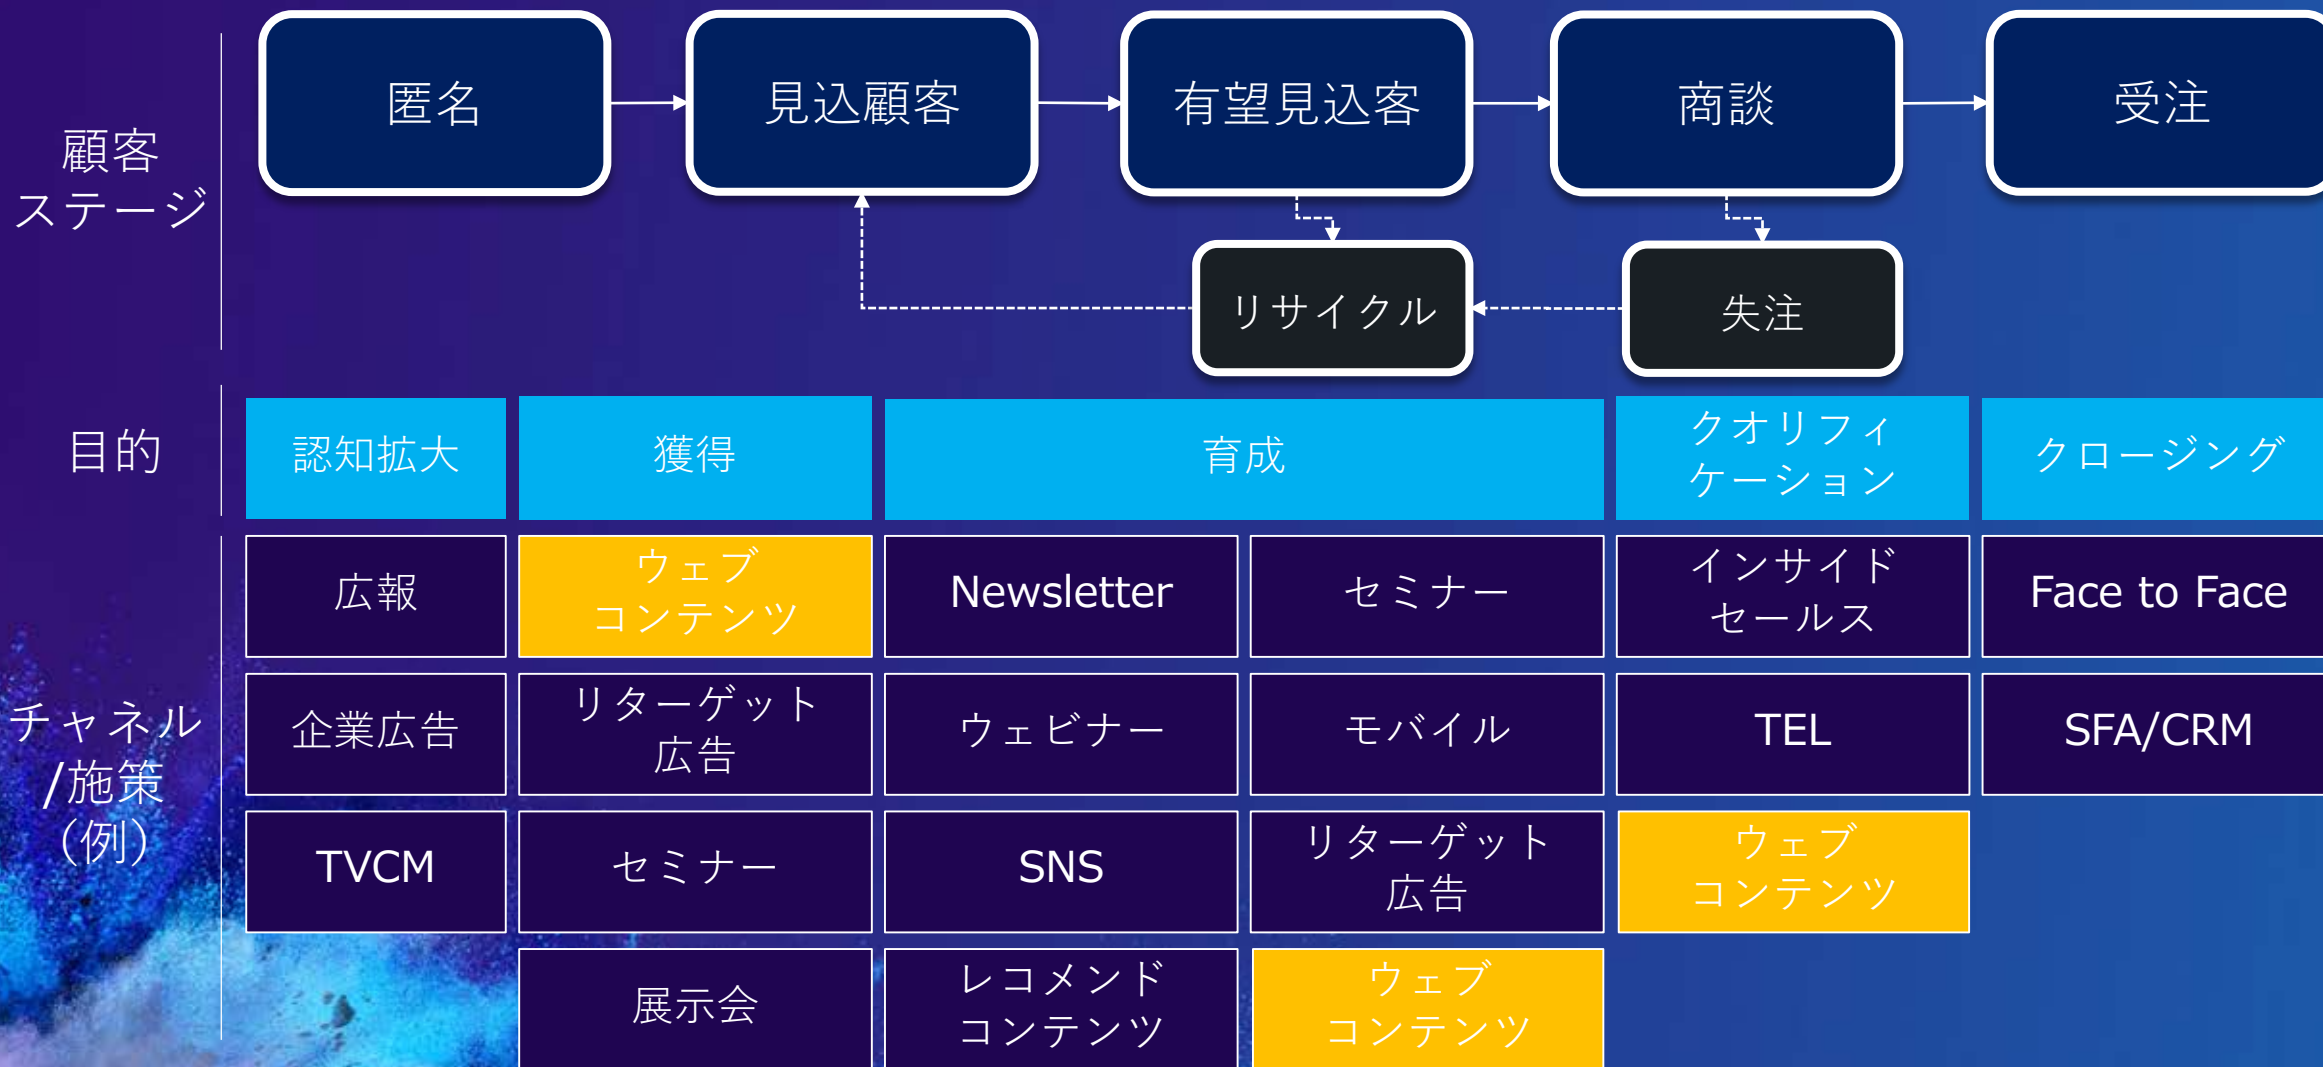 顧客
ステージ
匿名
見込顧客
有望見込客
商談
受注
リサイクル
失注
目的
認知拡大
獲得
育成
クオリフィ
ケーション
クロージング
チャネル
/施策
（例）
広報
ウェブ
コンテンツ
Newsletter
セミナー
インサイド
セールス
Face to Face
企業広告
リターゲット
広告
ウェビナー
モバイル
TEL
SFA/CRM
TVCM
セミナー
SNS
リターゲット
広告
ウェブ
コンテンツ
展示会
レコメンド
コンテンツ
ウェブ
コンテンツ